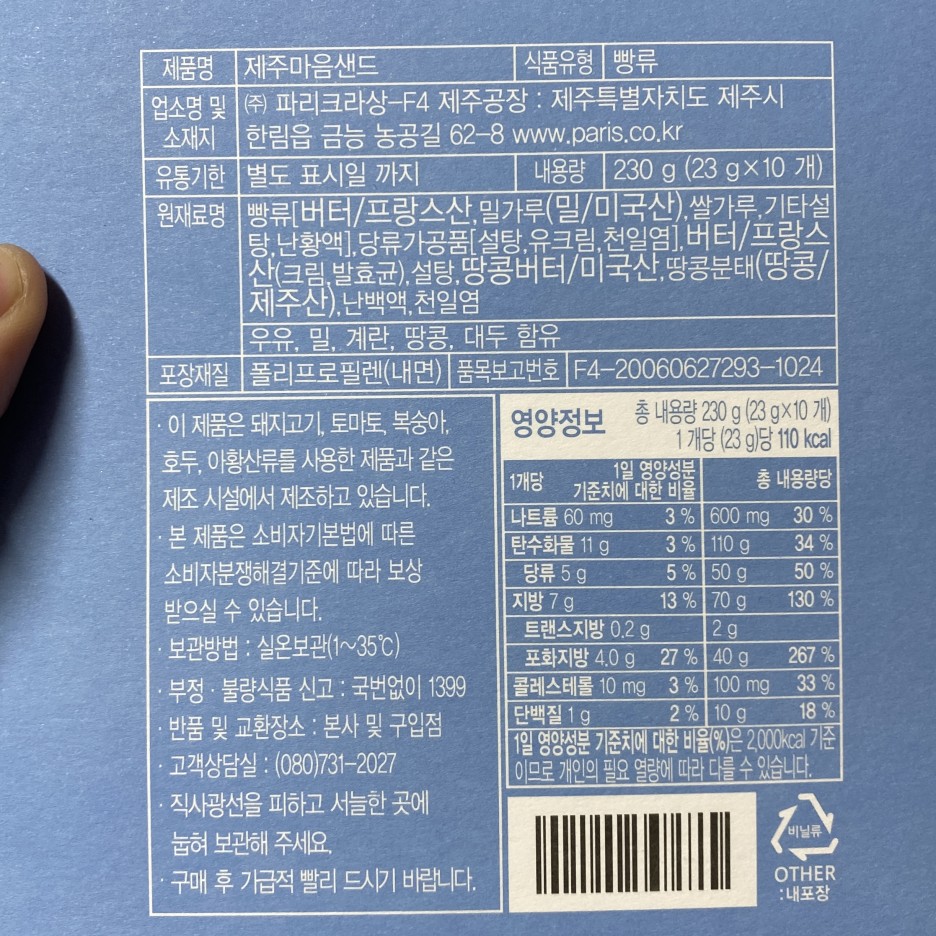 제품명 제주마음샌드 식품유형 빵류
업소명 및 ㈜ 파리크라상-F4 제주공장 : 제주특별자치도 제주시
소재지 한림읍 금능 농공길 62-8 www.paris.co.kr
유통기한 별도 표시일 까지 내용량 230 g (23 g×10 개)
원재료명 빵류[버터/프랑스산,밀가루(밀/미국산),쌀가루,기타설
탕,난황액],당류가공품[설탕,유크림,천일염],버터/프랑스
산(크림,발효균),설탕,땅콩버터/미국산,땅콩분태(땅콩/
제주산),난백액,천일염
우유, 밀, 계란, 땅콩, 대두 함유
포장재질 폴리프로필렌(내면) 품목보고번호 F4-20060627293-1024
· 이 제품은 돼지고기, 토마토, 복숭아,
호두, 아황산류를 사용한 제품과 같은
제조 시설에서 제조하고 있습니다.
· 본 제품은 소비자기본법에 따른
소비자분쟁해결기준에 따라 보상
받으실 수 있습니다.
· 보관방법 : 실온보관(1~35℃)
· 부정 · 불량식품 신고 : 국번없이 1399
· 반품 및 교환장소 : 본사 및 구입점
· 고객상담실 : (080)731-2027
· 직사광선을 피하고 서늘한 곳에
눕혀 보관해 주세요.
· 구매 후 가급적 빨리 드시기 바랍니다.
영양정보 총 내용량 230 g (23 g×10 개)
1 개당 (23 g)당 110 kcal
1개당 1일 영양성분 기준치에 대한 비율 총 내용량당
나트륨 60 mg 3 % 600 mg 30 %
탄수화물 11 g 3 % 110 g 34 %
당류 5 g 5 % 50 g 50 %
지방 7 g 13 % 70 g 130 %
트랜스지방 0.2 g 2 g
포화지방 4.0 g 27 % 40 g 267 %
콜레스테롤 10 mg 3 % 100 mg 33 %
단백질 1 g 2 % 10 g 18 %
1일 영양성분 기준치에 대한 비율(%)은 2,000kcal 기준
이므로 개인의 필요 열량에 따라 다를 수 있습니다.
비닐류
OTHER
:내포장